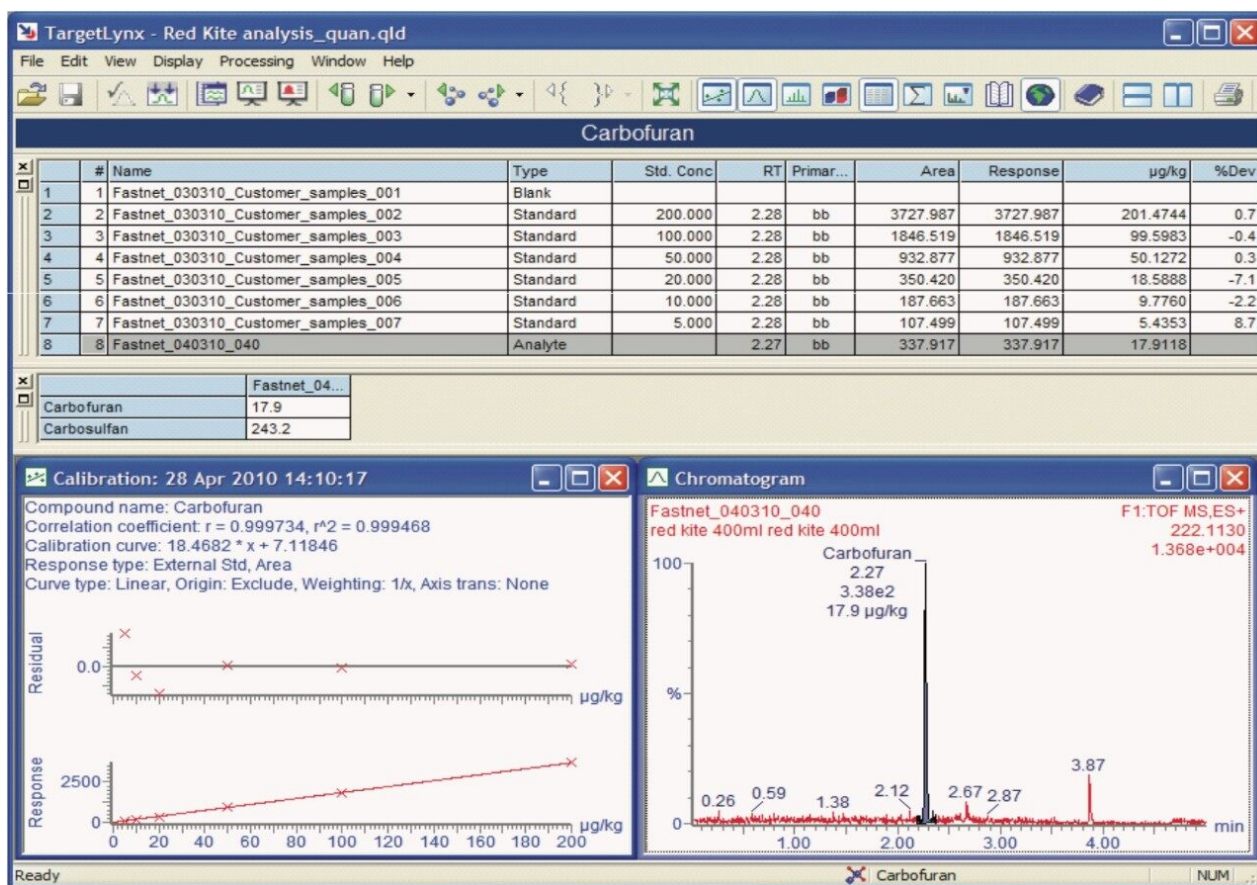 TargetLynx - Red Kite analysis_quan.qld
File Edit View Display Processing Window Help
Carbofuran
# Name Type Std. Conc RT Primar... Area Response µg/kg %Dev
1 1 Fastnet_030310_Customer_samples_001 Blank
2 2 Fastnet_030310_Customer_samples_002 Standard 200.000 2.28 bb 3727.987 3727.987 201.4744 0.7
3 3 Fastnet_030310_Customer_samples_003 Standard 100.000 2.28 bb 1846.519 1846.519 99.5983 -0.4
4 4 Fastnet_030310_Customer_samples_004 Standard 50.000 2.28 bb 932.877 932.877 50.1272 0.3
5 5 Fastnet_030310_Customer_samples_005 Standard 20.000 2.28 bb 350.420 350.420 18.5888 -7.1
6 6 Fastnet_030310_Customer_samples_006 Standard 10.000 2.28 bb 187.663 187.663 9.7760 -2.2
7 7 Fastnet_030310_Customer_samples_007 Standard 5.000 2.28 bb 107.499 107.499 5.4353 8.7
8 8 Fastnet_040310_040 Analyte 2.27 bb 337.917 337.917 17.9118
Fastnet_04...
Carbofuran 17.9
Carbosulfan 243.2
Calibration: 28 Apr 2010 14:10:17
Compound name: Carbofuran
Correlation coefficient: r = 0.999734, r^2 = 0.999468
Calibration curve: 18.4682 * x + 7.11846
Response type: External Std, Area
Curve type: Linear, Origin: Exclude, Weighting: 1/x, Axis trans: None
Residual
0.0
µg/kg
0 20 40 60 80 100 120 140 160 180 200
Response
2500
0
µg/kg
0 20 40 60 80 100 120 140 160 180 200
Chromatogram
Fastnet_040310_040 F1:TOF MS,ES+
red kite 400ml red kite 400ml 222.1130
1.368e+004
Carbofuran
2.27
3.38e2
17.9 µg/kg
100
%
0
0.26 0.59 1.38 2.12 2.67 2.87 3.87
min
1.00 2.00 3.00 4.00
Ready Carbofuran NUM